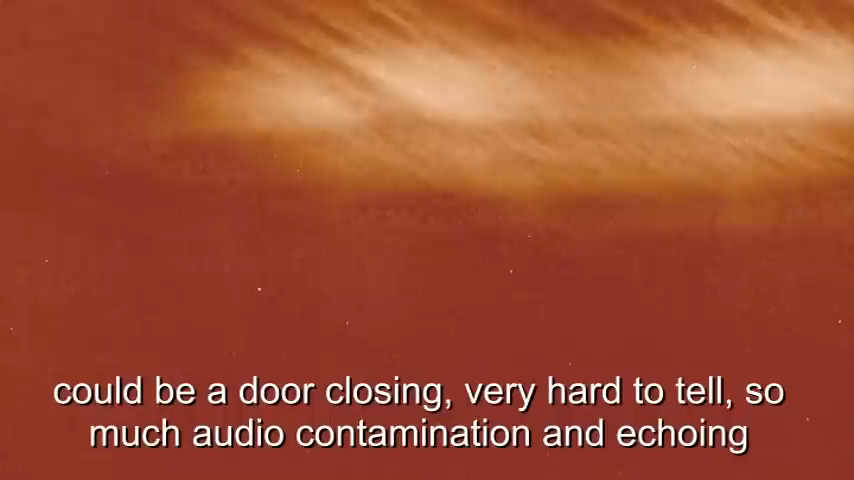 could be a door closing, very hard to tell, so
much audio contamination and echoing